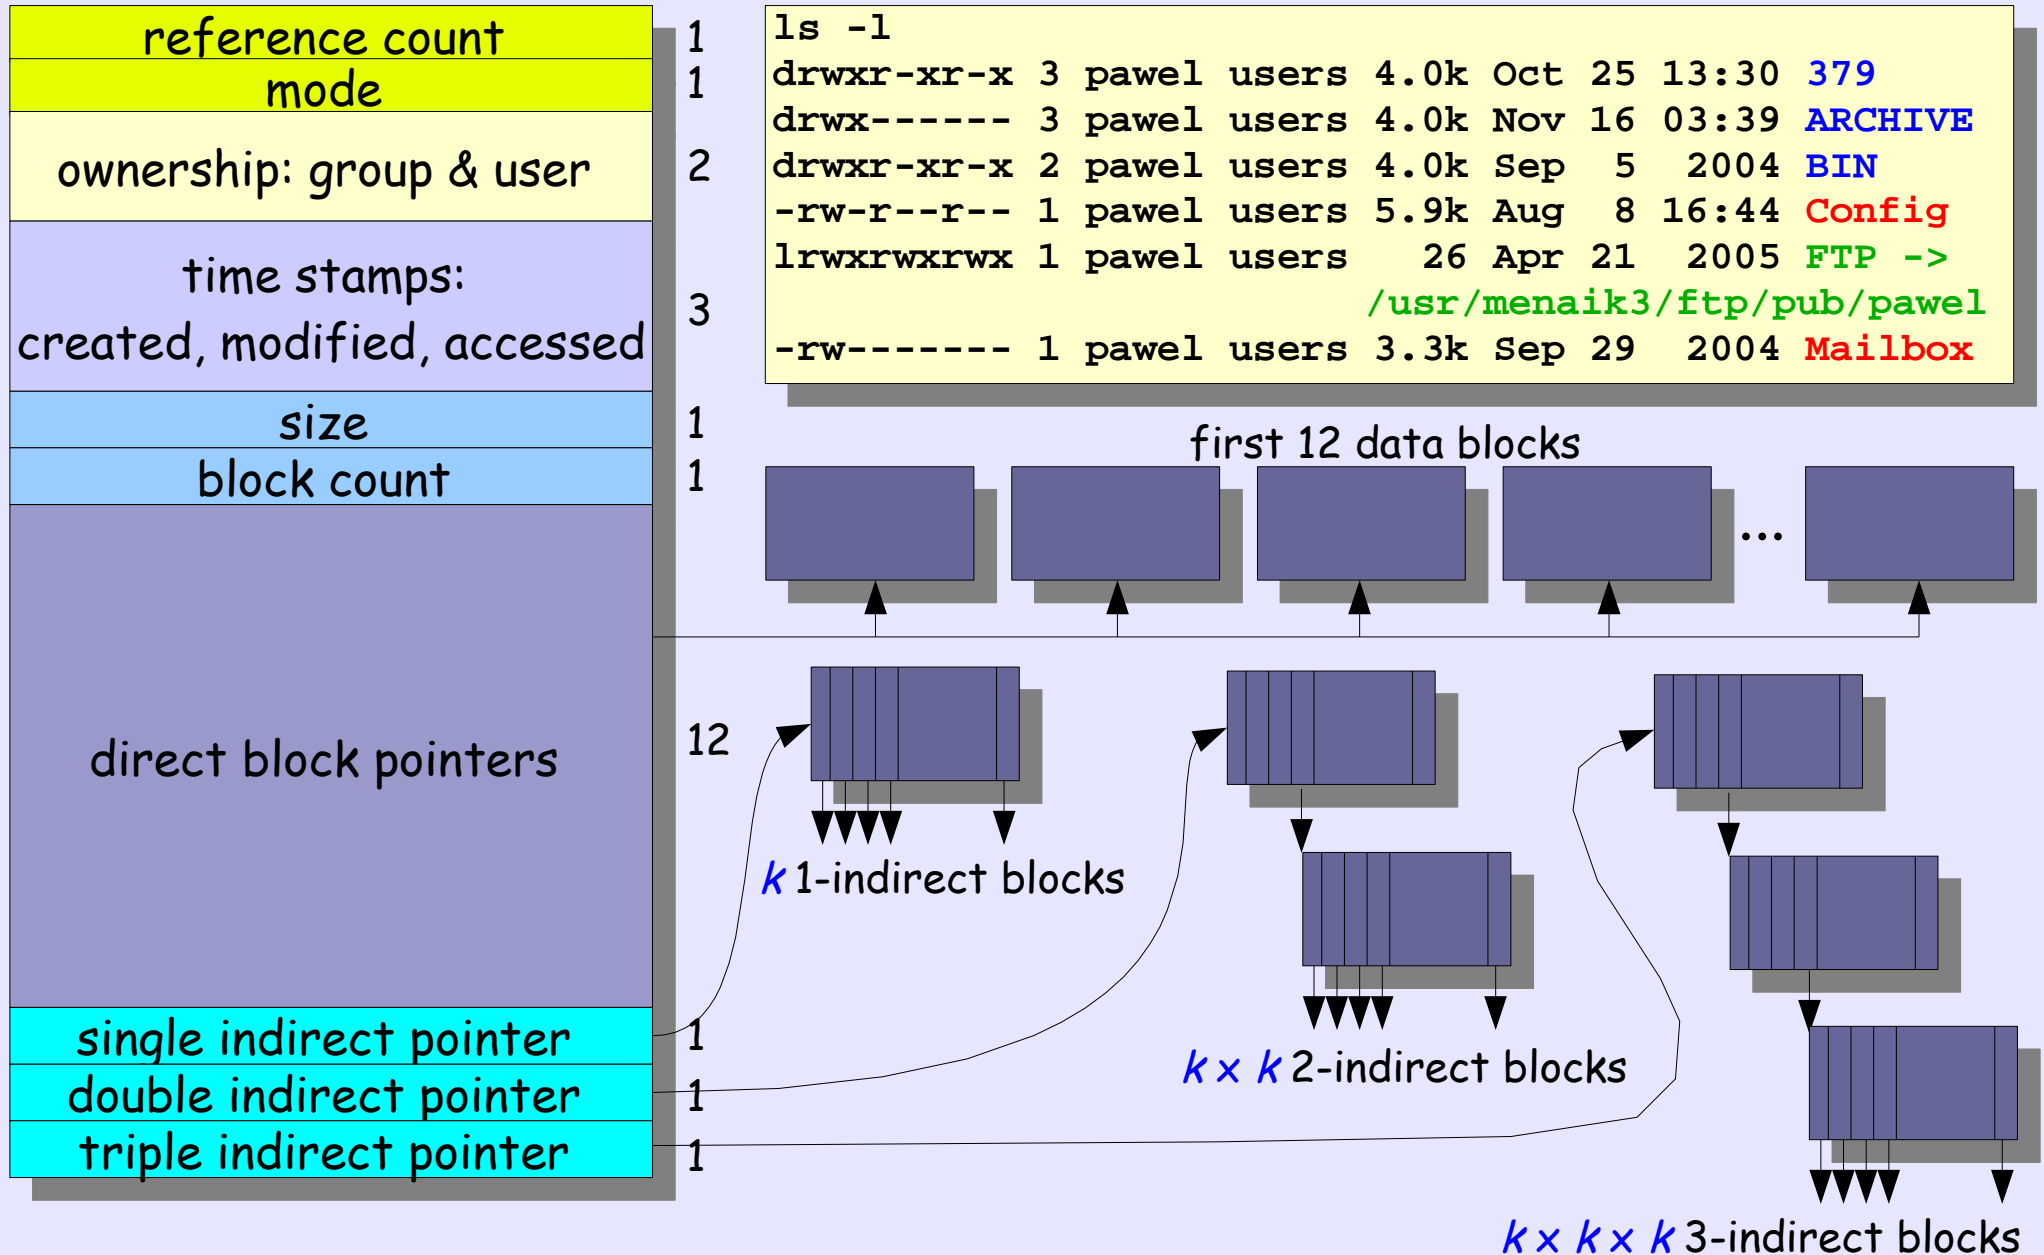 reference count
1
mode
1
ownership: group & user
2
time stamps:
created, modified, accessed
3
size
1
block count
1
direct block pointers
12
single indirect pointer
1
double indirect pointer
1
triple indirect pointer
1
ls -l
drwxr-xr-x 3 pawel users 4.0k Oct 25 13:30 379
drwx------ 3 pawel users 4.0k Nov 16 03:39 ARCHIVE
drwxr-xr-x 2 pawel users 4.0k Sep  5  2004 BIN
-rw-r--r-- 1 pawel users 5.9k Aug  8 16:44 Config
lrwxrwxrwx 1 pawel users   26 Apr 21  2005 FTP ->
/usr/menaik3/ftp/pub/pawel
-rw------- 1 pawel users 3.3k Sep 29  2004 Mailbox
first 12 data blocks
...
k 1-indirect blocks
k x k 2-indirect blocks
k x k x k 3-indirect blocks